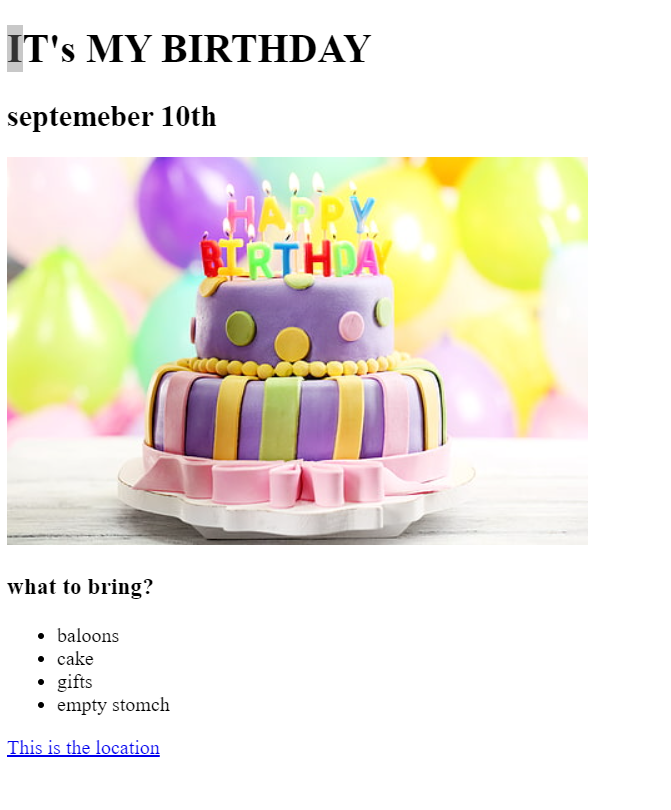 IT's MY BIRTHDAY
septemeber 10th
HAPPY
BIRTHDAY
what to bring?
baloons
cake
gifts
empty stomch
This is the location